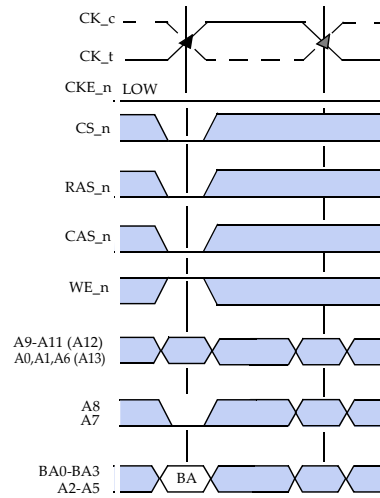 CK_c
CK_t
CKE_n LOW
CS_n
RAS_n
CAS_n
WE_n
A9-A11 (A12)
A0,A1,A6 (A13)
A8
A7
BA0-BA3
A2-A5
BA